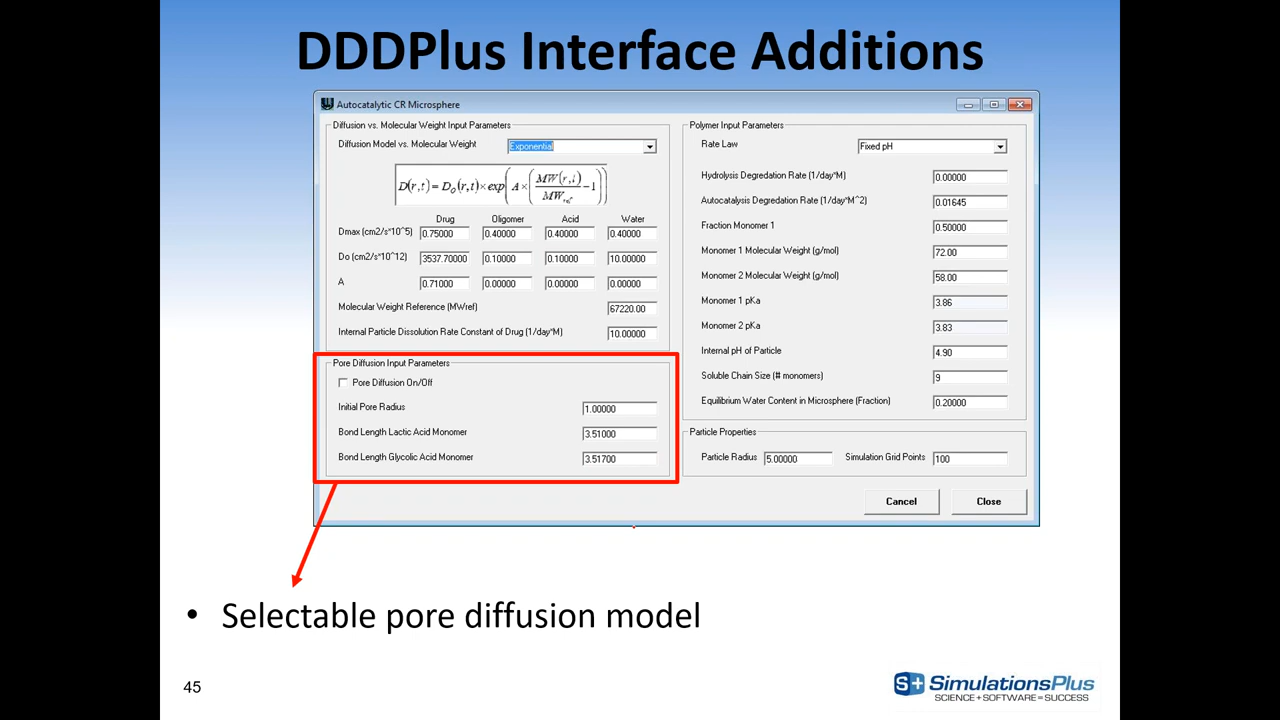 DDDPlus Interface Additions
Autocatalytic CR Microsphere
Diffusion vs. Molecular Weight Input Parameters
Diffusion Model vs. Molecular Weight Exponential
D(r,t) = D₀(r,t)×exp(A×(MW(r,t)/MWref −1))
Drug Oligomer Acid Water
Dmax (cm2/s*10^5) 0.75000 0.40000 0.40000 0.40000
Do (cm2/s*10^12) 3537.70000 0.10000 0.10000 10.00000
A 0.71000 0.00000 0.00000 0.00000
Molecular Weight Reference (MWref) 67220.00
Internal Particle Dissolution Rate Constant of Drug (1/day*M) 10.00000
Pore Diffusion Input Parameters
Pore Diffusion On/Off
Initial Pore Radius 1.00000
Bond Length Lactic Acid Monomer 3.51000
Bond Length Glycolic Acid Monomer 3.51700
Polymer Input Parameters
Rate Law Fixed pH
Hydrolysis Degredation Rate (1/day*M) 0.00000
Autocatalysis Degredation Rate (1/day*M^2) 0.01645
Fraction Monomer 1 0.50000
Monomer 1 Molecular Weight (g/mol) 72.00
Monomer 2 Molecular Weight (g/mol) 58.00
Monomer 1 pKa 3.86
Monomer 2 pKa 3.83
Internal pH of Particle 4.90
Soluble Chain Size (# monomers) 9
Equilibrium Water Content in Microsphere (Fraction) 0.20000
Particle Properties
Particle Radius 5.00000 Simulation Grid Points 100
Cancel Close
• Selectable pore diffusion model
45
S+ SimulationsPlus
SCIENCE + SOFTWARE = SUCCESS